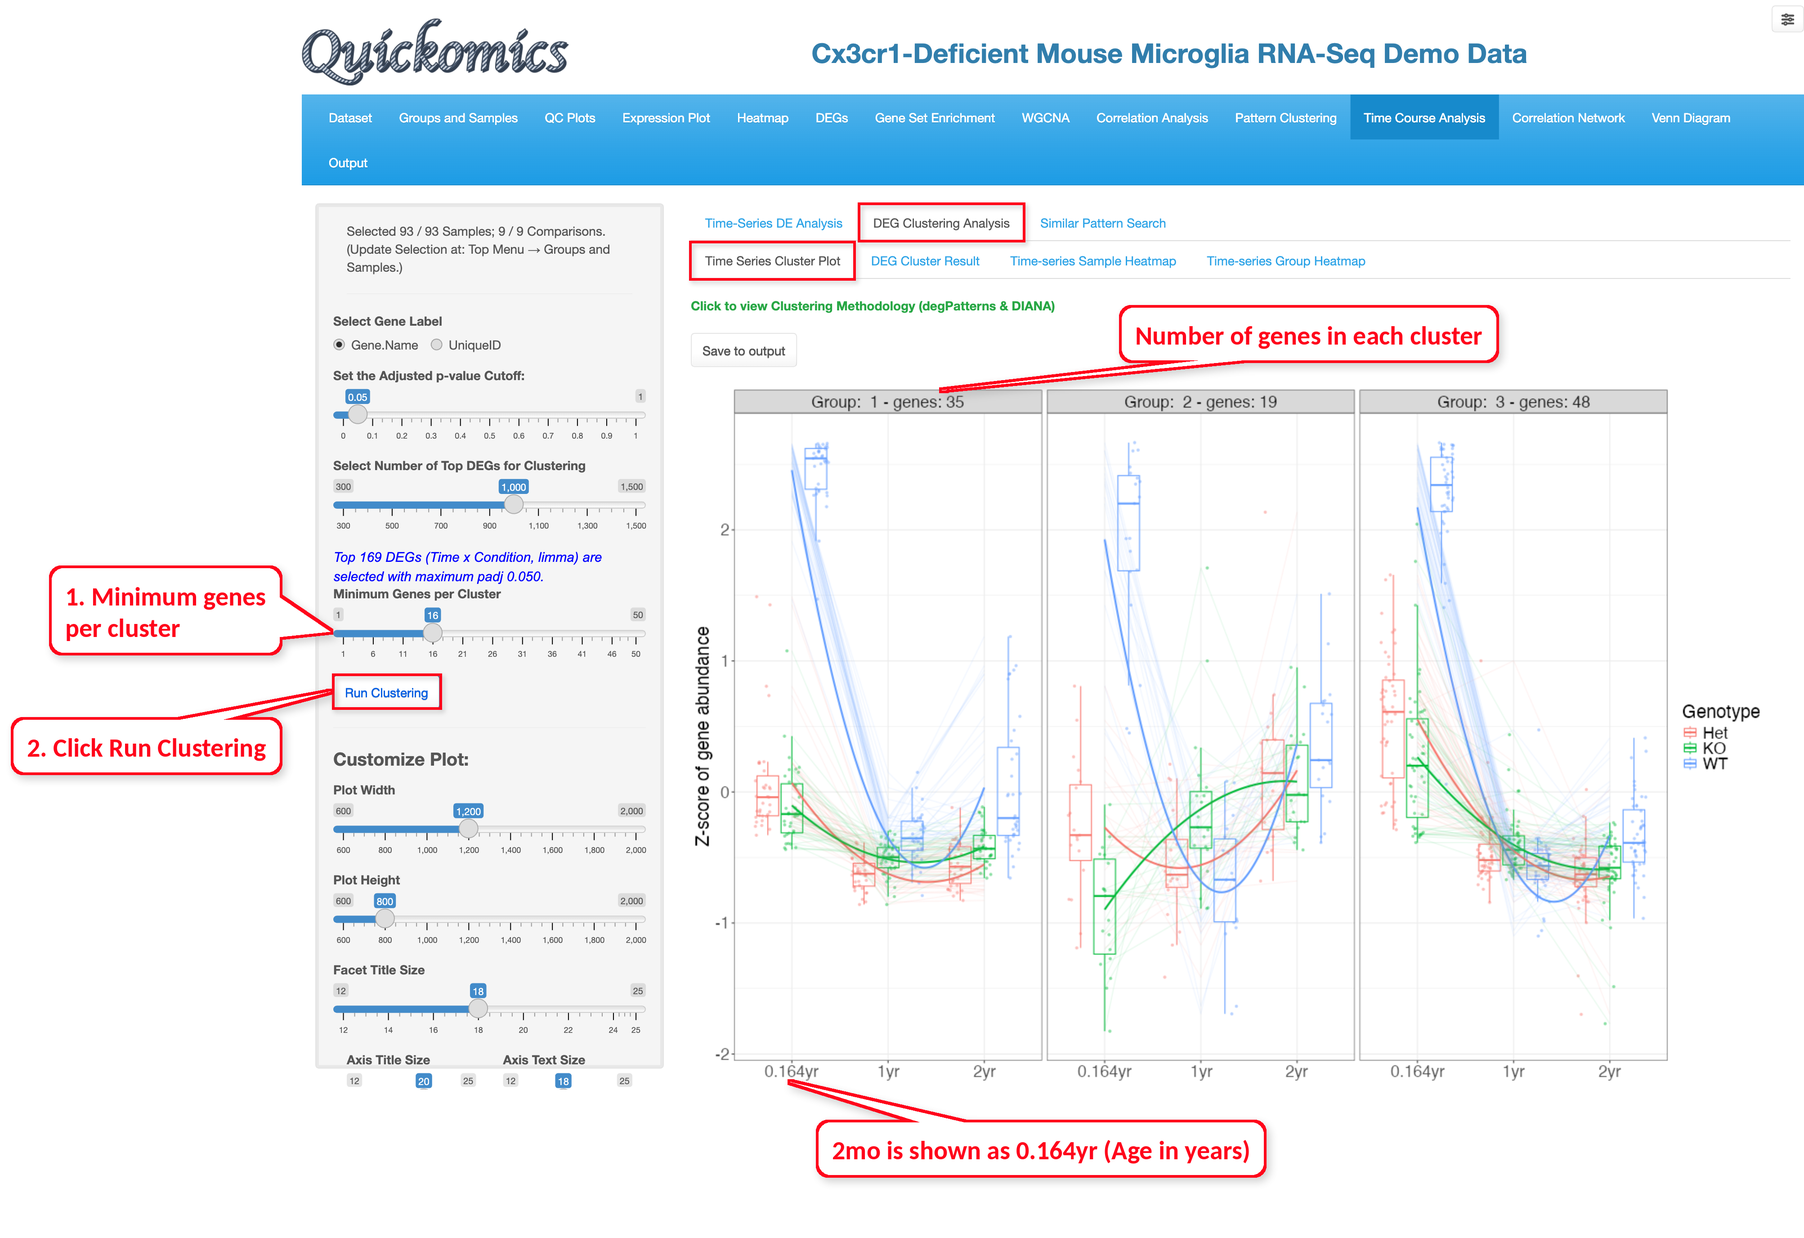 Quickomics
Cx3cr1-Deficient Mouse Microglia RNA-Seq Demo Data
Dataset Groups and Samples QC Plots Expression Plot Heatmap DEGs Gene Set Enrichment WGCNA Correlation Analysis Pattern Clustering Time Course Analysis Correlation Network Venn Diagram
Output
Selected 93 / 93 Samples; 9 / 9 Comparisons.
(Update Selection at: Top Menu → Groups and
Samples.)
Select Gene Label
Gene.Name UniqueID
Set the Adjusted p-value Cutoff:
0.05 1
0 0.1 0.2 0.3 0.4 0.5 0.6 0.7 0.8 0.9 1
Select Number of Top DEGs for Clustering
300 1,000 1,500
300 500 700 900 1,100 1,300 1,500
Top 169 DEGs (Time x Condition, limma) are
selected with maximum padj 0.050.
Minimum Genes per Cluster
1 16 50
1 6 11 16 21 26 31 36 41 46 50
Run Clustering
1. Minimum genes
per cluster
2. Click Run Clustering
Customize Plot:
Plot Width
600 1,200 2,000
600 800 1,000 1,200 1,400 1,600 1,800 2,000
Plot Height
600 800 2,000
600 800 1,000 1,200 1,400 1,600 1,800 2,000
Facet Title Size
12 18 25
12 14 16 18 20 22 24 25
Axis Title Size Axis Text Size
12 20 25 12 18 25
Time-Series DE Analysis DEG Clustering Analysis Similar Pattern Search
Time Series Cluster Plot DEG Cluster Result Time-series Sample Heatmap Time-series Group Heatmap
Click to view Clustering Methodology (degPatterns & DIANA)
Save to output
Number of genes in each cluster
Group: 1 - genes: 35 Group: 2 - genes: 19 Group: 3 - genes: 48
Z-score of gene abundance
2
1
0
-1
-2
0.164yr 1yr 2yr 0.164yr 1yr 2yr 0.164yr 1yr 2yr
Genotype
Het
KO
WT
2mo is shown as 0.164yr (Age in years)